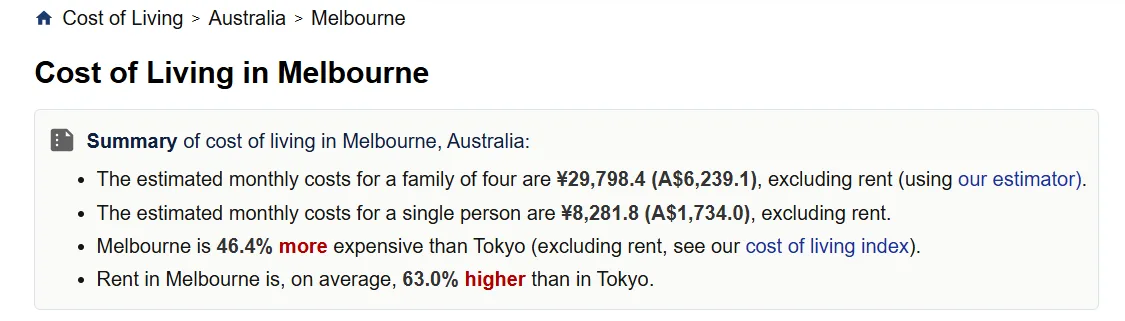 Cost of Living > Australia > Melbourne
Cost of Living in Melbourne
Summary of cost of living in Melbourne, Australia:
• The estimated monthly costs for a family of four are ¥29,798.4 (A$6,239.1), excluding rent (using our estimator).
• The estimated monthly costs for a single person are ¥8,281.8 (A$1,734.0), excluding rent.
• Melbourne is 46.4% more expensive than Tokyo (excluding rent, see our cost of living index).
• Rent in Melbourne is, on average, 63.0% higher than in Tokyo.